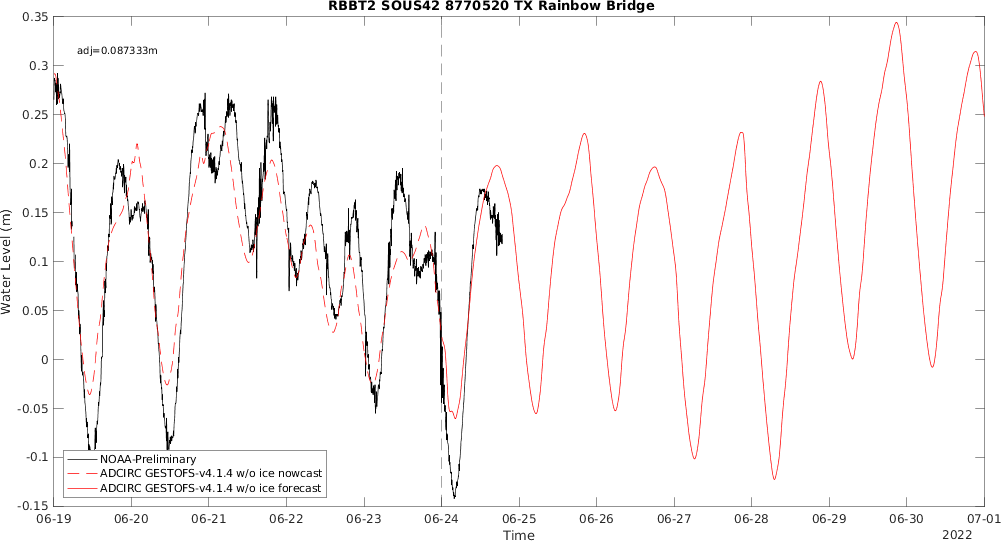 RBBT2 SOUS42 8770520 TX Rainbow Bridge
adj=0.087333m
Water Level (m)
0.35
0.3
0.25
0.2
0.15
0.1
0.05
0
-0.05
-0.1
-0.15
NOAA-Preliminary
ADCIRC GESTOFS-v4.1.4 w/o ice nowcast
ADCIRC GESTOFS-v4.1.4 w/o ice forecast
06-19 06-20 06-21 06-22 06-23 06-24 06-25 06-26 06-27 06-28 06-29 06-30 07-01
Time
2022